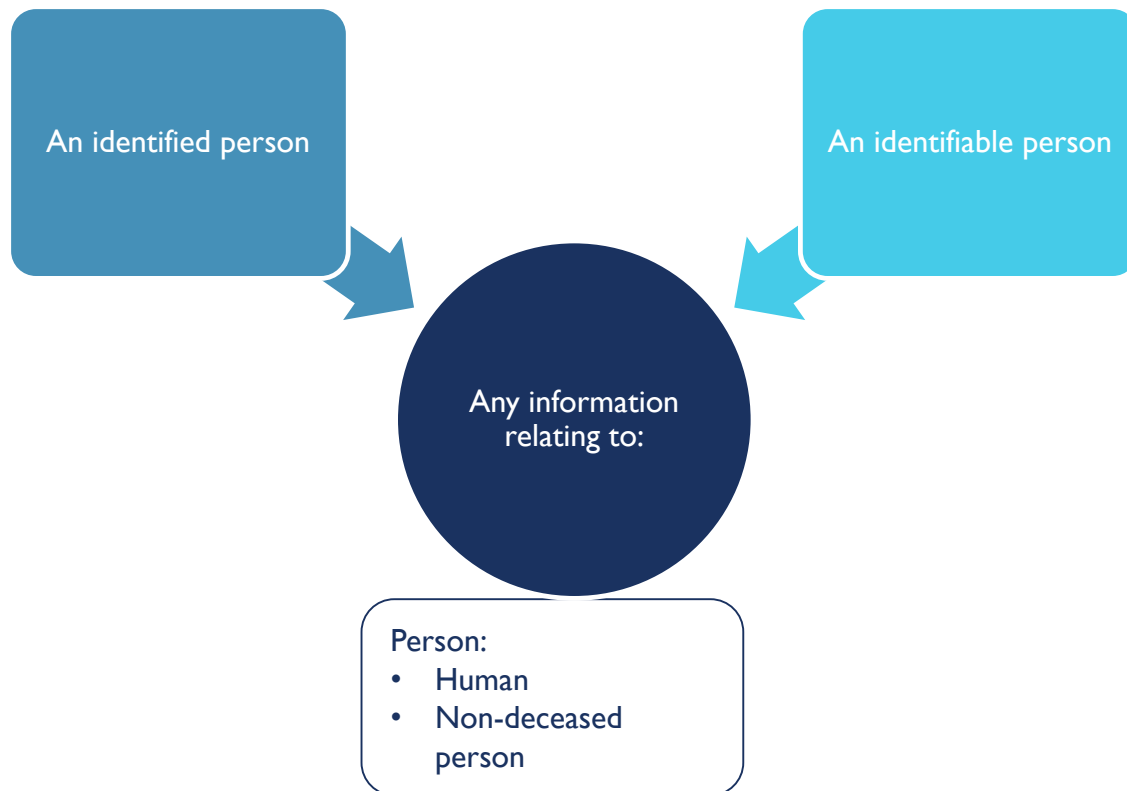 An identified person
An identifiable person
Any information
relating to:
Person:
• Human
• Non-deceased
person